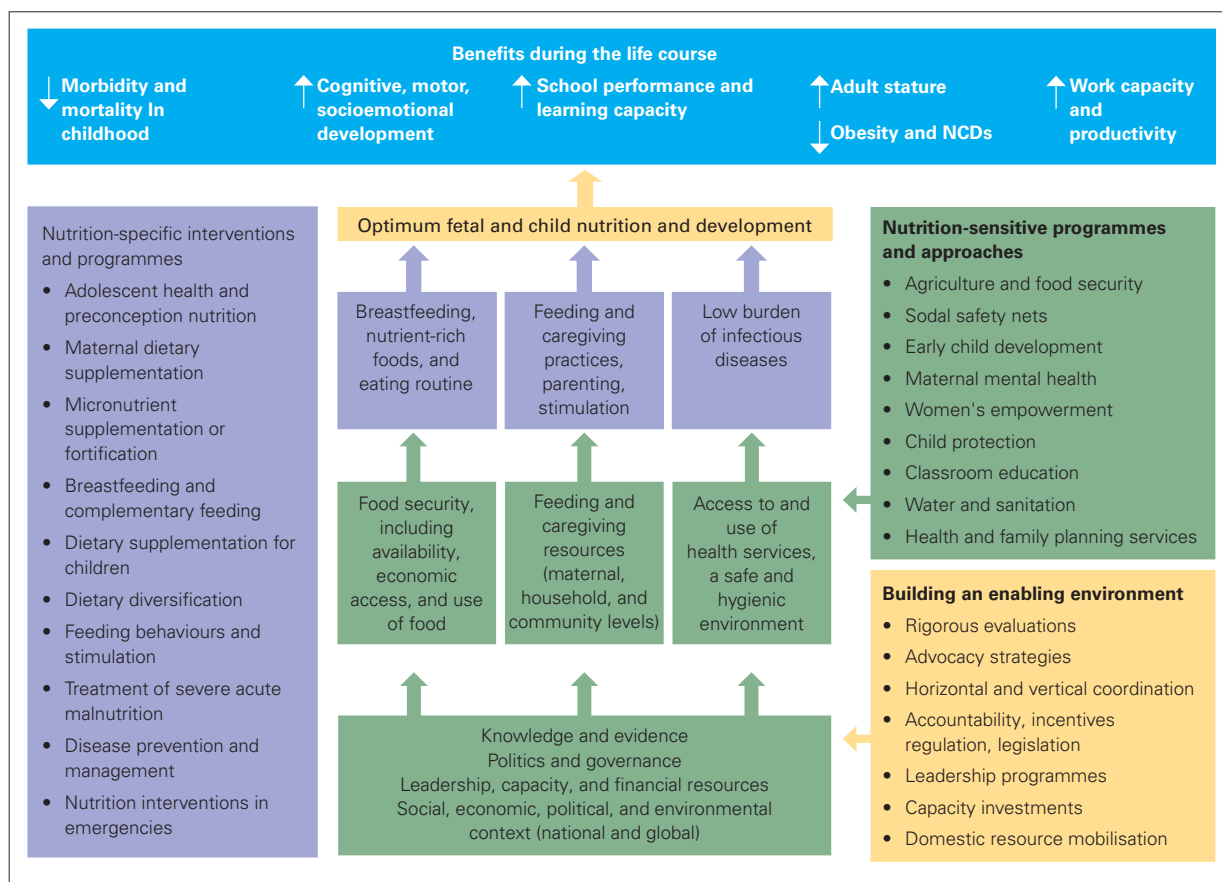 Benefits during the life course
Morbidity and
mortality In
childhood
Cognitive, motor,
socioemotional
development
School performance and
learning capacity
Adult stature
Obesity and NCDs
Work capacity
and
productivity
Optimum fetal and child nutrition and development
Nutrition-specific interventions
and programmes
• Adolescent health and
preconception nutrition
• Maternal dietary
supplementation
• Micronutrient
supplementation or
fortification
• Breastfeeding and
complementary feeding
• Dietary supplementation for
children
• Dietary diversification
• Feeding behaviours and
stimulation
• Treatment of severe acute
malnutrition
• Disease prevention and
management
• Nutrition interventions in
emergencies
Breastfeeding,
nutrient-rich
foods, and
eating routine
Feeding and
caregiving
practices,
parenting,
stimulation
Low burden
of infectious
diseases
Food security,
including
availability,
economic
access, and use
of food
Feeding and
caregiving
resources
(maternal,
household, and
community levels)
Access to and
use of
health services,
a safe and
hygienic
environment
Knowledge and evidence
Politics and governance
Leadership, capacity, and financial resources
Social, economic, political, and environmental
context (national and global)
Nutrition-sensitive programmes
and approaches
• Agriculture and food security
• Sodal safety nets
• Early child development
• Maternal mental health
• Women's empowerment
• Child protection
• Classroom education
• Water and sanitation
• Health and family planning services
Building an enabling environment
• Rigorous evaluations
• Advocacy strategies
• Horizontal and vertical coordination
• Accountability, incentives
regulation, legislation
• Leadership programmes
• Capacity investments
• Domestic resource mobilisation